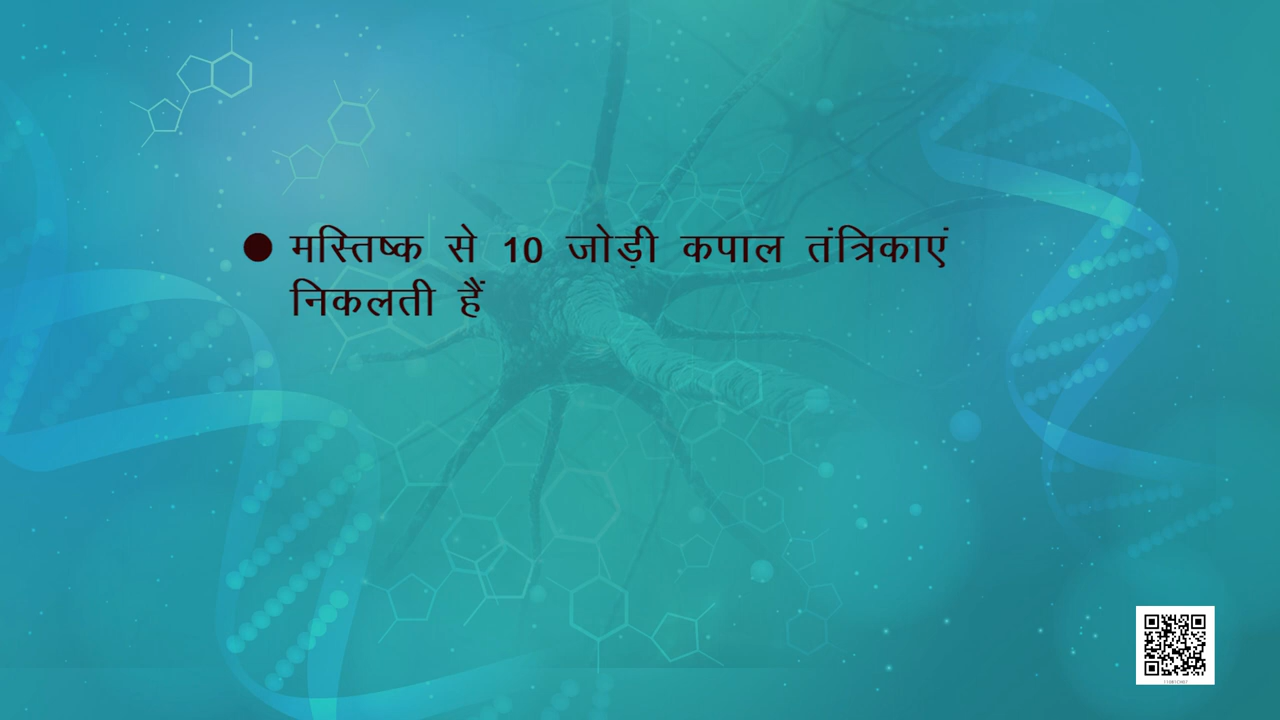 ● मस्तिष्क से 10 जोड़ी कपाल तंत्रिकाएं
निकलती हैं